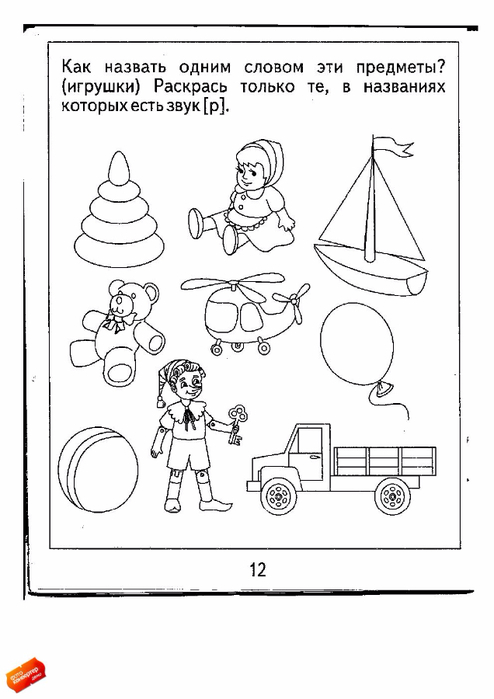 Как назвать одним словом эти предметы?
(игрушки) Раскрась только те, в названиях
которых есть звук [р].
12